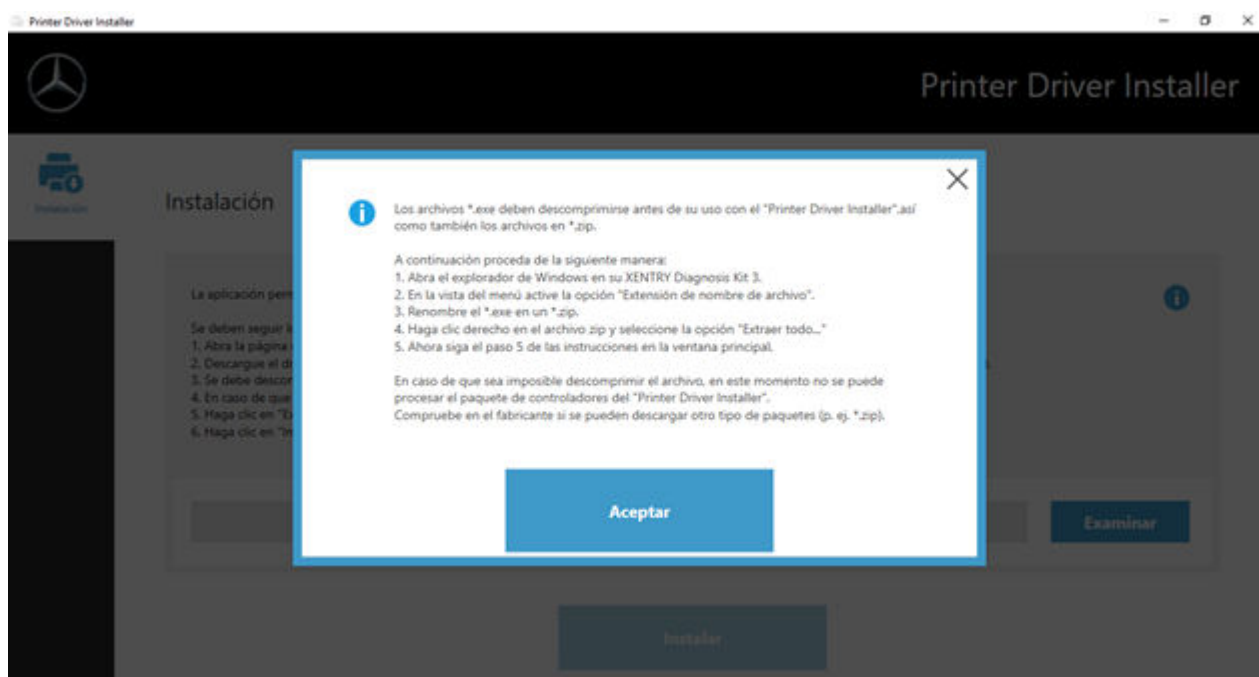 Printer Driver Installer
Printer Driver Installer
Instalación
Instalación
Los archivos *.exe deben descomprimirse antes de su uso con el "Printer Driver Installer".así
como también los archivos en *.zip.
A continuación proceda de la siguiente manera:
1. Abra el explorador de Windows en su XENTRY Diagnosis Kit 3.
2. En la vista del menú active la opción "Extensión de nombre de archivo".
3. Renombre el *.exe en un *.zip.
4. Haga clic derecho en el archivo zip y seleccione la opción "Extraer todo..."
5. Ahora siga el paso 5 de las instrucciones en la ventana principal.
En caso de que sea imposible descomprimir el archivo, en este momento no se puede
procesar el paquete de controladores del "Printer Driver Installer".
Compruebe en el fabricante si se pueden descargar otro tipo de paquetes (p. ej. *.zip).
Aceptar
La aplicación
Se deben seguir
1. Abra la página
2. Descargue el
3. Se debe
4. En caso de que
5. Haga clic en
6. Haga clic en
Examinar
Instalar